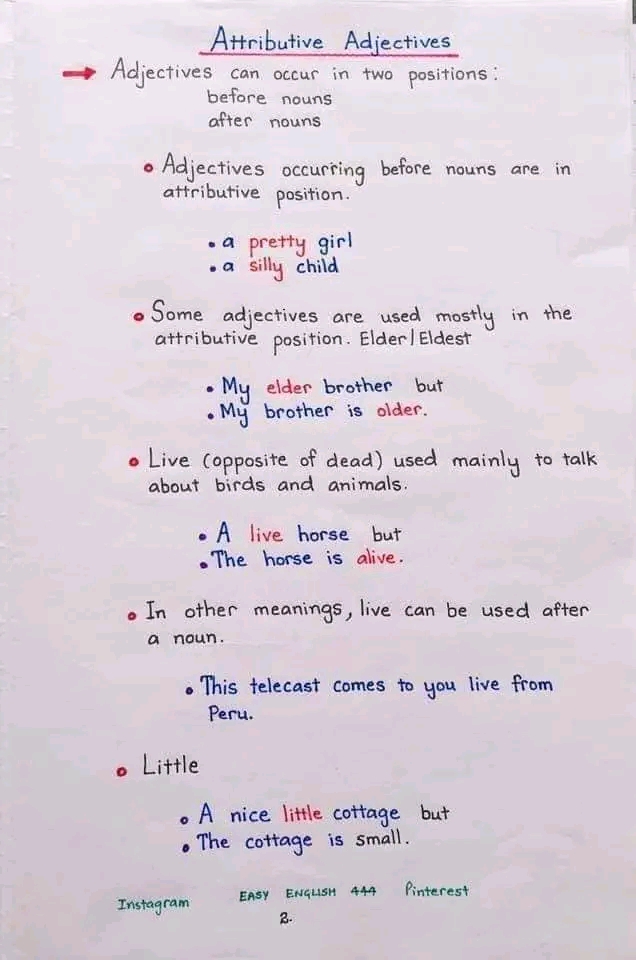 Attributive Adjectives
→ Adjectives can occur in two positions:
before nouns
after nouns
• Adjectives occurring before nouns are in
attributive position.
• a pretty girl
• a silly child
• Some adjectives are used mostly in the
attributive position. Elder/Eldest
• My elder brother but
• My brother is older.
• Live (opposite of dead) used mainly to talk
about birds and animals.
• A live horse but
• The horse is alive.
• In other meanings, live can be used after
a noun.
• This telecast comes to you live from
Peru.
• Little
• A nice little cottage but
• The cottage is small.
Instagram EASY ENGLISH 444 Pinterest
2.